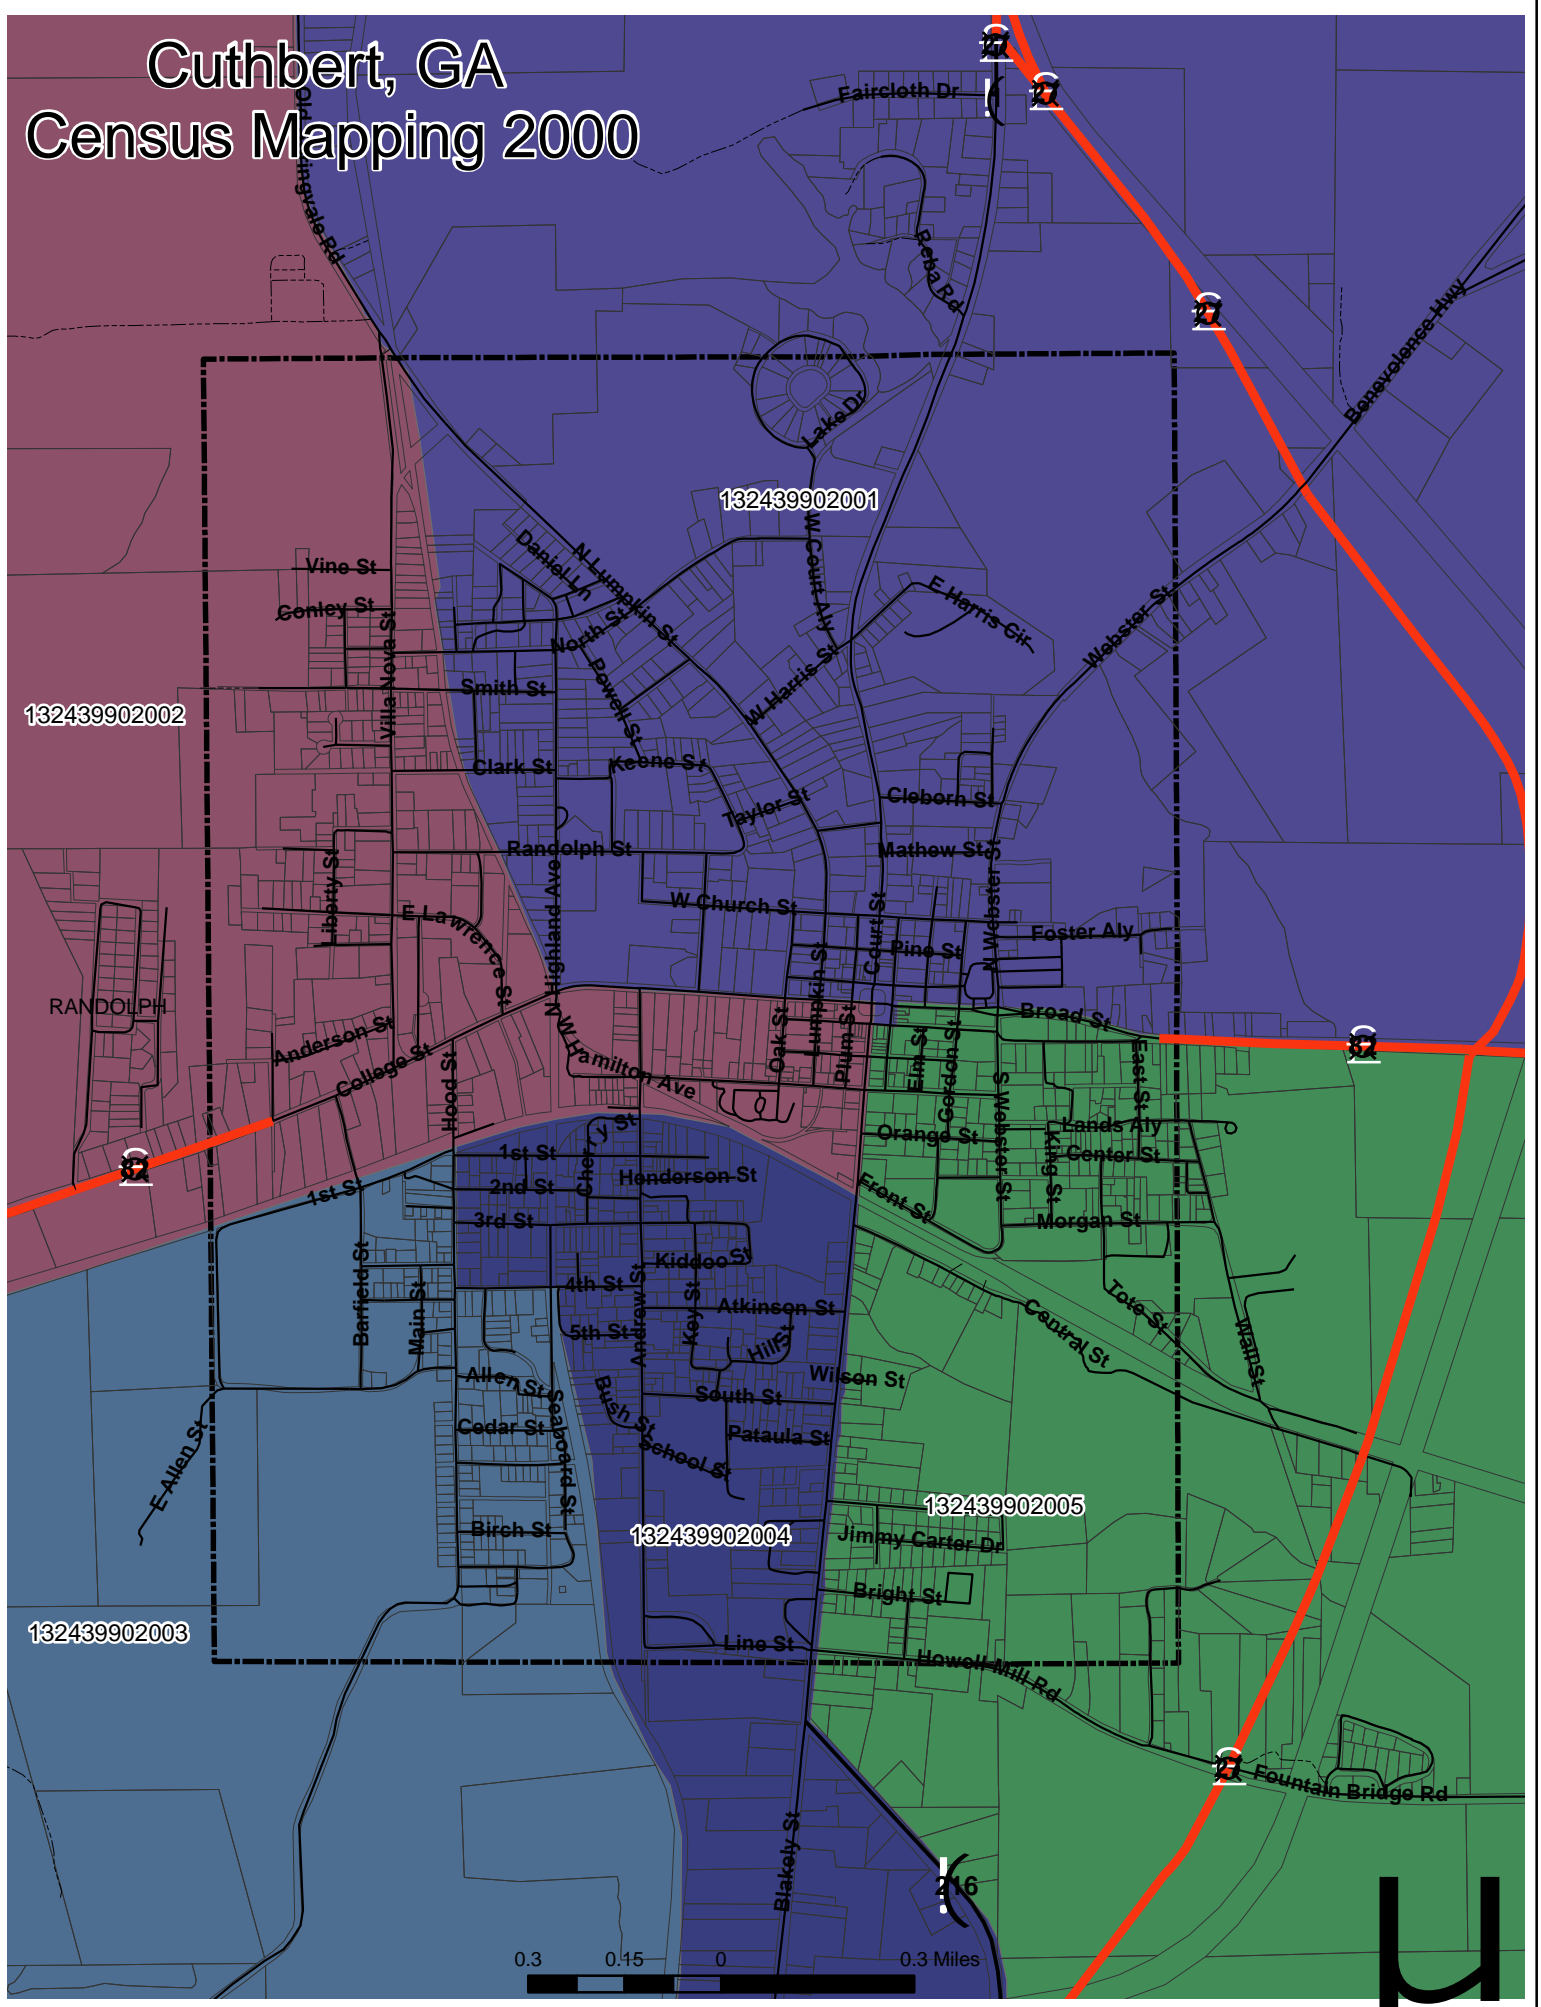 Cuthbert, GA
Census Mapping 2000
27
Faircloth Dr
1
27
Reba Rd
27
Benevolence Hwy
Lake Dr
132439902001
W Court Aly
Daniel Ln
N Lumpkin St
Vine St
Conley St
E Harris Cir
Webster St
North St
Villa Nova St
Powell St
W Harris St
Smith St
132439902002
Clark St
Keene St
Taylor St
Cleborn St
Randolph St
Mathew St
Liberty St
N Highland Ave
W Church St
E Lawrence St
Court St
N Webster St
Foster Aly
Pine St
RANDOLPH
Lumpkin St
Broad St
Anderson St
College St
W Hamilton Ave
Oak St
Plum St
Elm St
Gordon St
East St
82
Hood St
S Webster St
Lands Aly
Orange St
Cherry St
King St
Center St
82
1st St
Henderson St
1st St
2nd St
Front St
3rd St
Morgan St
Barfield St
Kiddoo St
4th St
Main St
Andrew St
Key St
Atkinson St
Tote St
Central St
5th St
Hill St
Wilson St
Allen St
Bush St
South St
Cedar St
Seaboard St
Pataula St
School St
E Allen St
132439902005
Birch St
132439902004
Jimmy Carter Dr
Bright St
132439902003
Line St
Howell Mill Rd
27
Fountain Bridge Rd
Blakely St
216
0.3 0.15 0 0.3 Miles
µ